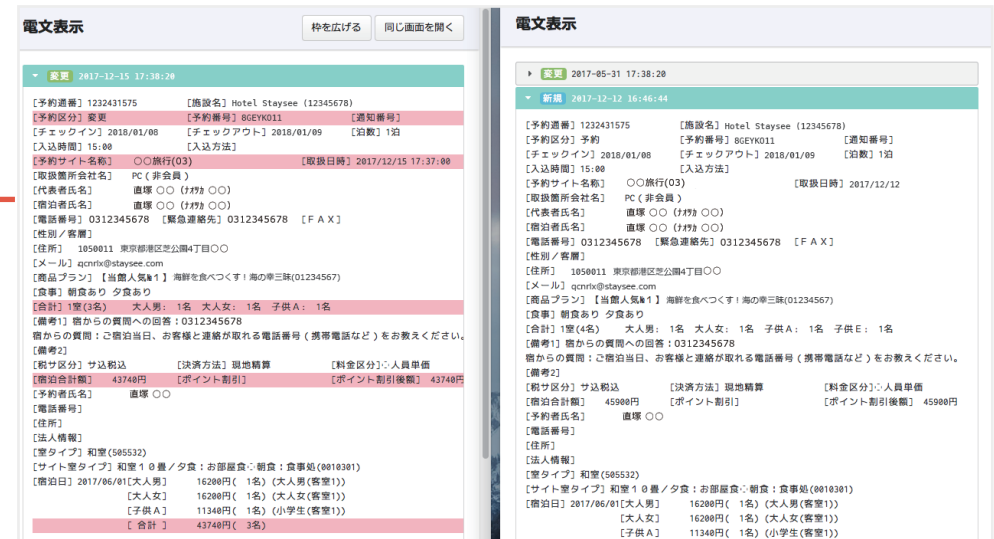 電文表示
枠を広げる 同じ画面を開く
変更 2017-12-15 17:38:20
[予約通番] 1232431575 [施設名] Hotel Staysee (12345678)
[予約区分] 変更 [予約番号] 8GEYKO11 [通知番号]
[チェックイン] 2018/01/08 [チェックアウト] 2018/01/09 [泊数] 1泊
[入込時間] 15:00 [入込方法]
[予約サイト名称] 〇〇旅行(03) [取扱日時] 2017/12/15 17:37:00
[取扱箇所会社名] PC(非会員)
[代表者氏名] 直塚 〇〇 (ﾅｵﾂｶ 〇〇)
[宿泊者氏名] 直塚 〇〇 (ﾅｵﾂｶ 〇〇)
[電話番号] 0312345678 [緊急連絡先] 0312345678 [ＦＡＸ]
[性別/客層]
[住所] 1050011 東京都港区芝公園4丁目〇〇
[メール] qcnrlx@staysee.com
[商品プラン] 【当館人気№1】 海鮮を食べつくす!海の幸三昧(01234567)
[食事] 朝食あり 夕食あり
[合計] 1室(3名) 大人男: 1名 大人女: 1名 子供A: 1名
[備考1] 宿からの質問への回答:0312345678
宿からの質問:ご宿泊当日、お客様と連絡が取れる電話番号(携帯電話など)をお教えください。
[備考2]
[税サ区分] サ込税込 [決済方法] 現地精算 [料金区分]∴人員単価
[宿泊合計額] 43740円 [ポイント割引] [ポイント割引後額] 43740円
[予約者氏名] 直塚 〇〇
[電話番号]
[住所]
[法人情報]
[室タイプ] 和室(505532)
[サイト室タイプ] 和室10畳/夕食:お部屋食∴朝食:食事処(0010301)
[宿泊日] 2017/06/01[大人男] 16200円( 1名) (大人男(客室1))
[大人女] 16200円( 1名) (大人女(客室1))
[子供A] 11340円( 1名) (小学生(客室1))
[ 合計 ] 43740円( 3名)
電文表示
変更 2017-05-31 17:38:20
新規 2017-12-12 16:46:44
[予約通番] 1232431575 [施設名] Hotel Staysee (12345678)
[予約区分] 予約 [予約番号] 8GEYKO11 [通知番号]
[チェックイン] 2018/01/08 [チェックアウト] 2018/01/09 [泊数] 1泊
[入込時間] 15:00 [入込方法]
[予約サイト名称] 〇〇旅行(03) [取扱日時] 2017/12/12
[取扱箇所会社名] PC(非会員)
[代表者氏名] 直塚 〇〇 (ﾅｵﾂｶ 〇〇)
[宿泊者氏名] 直塚 〇〇 (ﾅｵﾂｶ 〇〇)
[電話番号] 0312345678 [緊急連絡先] 0312345678 [ＦＡＸ]
[性別/客層]
[住所] 1050011 東京都港区芝公園4丁目〇〇
[メール] qcnrlx@staysee.com
[商品プラン] 【当館人気№1】 海鮮を食べつくす!海の幸三昧(01234567)
[食事] 朝食あり 夕食あり
[合計] 1室(4名) 大人男: 1名 大人女: 1名 子供A: 1名 子供E: 1名
[備考1] 宿からの質問への回答:0312345678
宿からの質問:ご宿泊当日、お客様と連絡が取れる電話番号(携帯電話など)をお教えください。
[備考2]
[税サ区分] サ込税込 [決済方法] 現地精算 [料金区分]∴人員単価
[宿泊合計額] 45900円 [ポイント割引] [ポイント割引後額] 45900円
[予約者氏名] 直塚 〇〇
[電話番号]
[住所]
[法人情報]
[室タイプ] 和室(505532)
[サイト室タイプ] 和室10畳/夕食:お部屋食∴朝食:食事処(0010301)
[宿泊日] 2017/06/01[大人男] 16200円( 1名) (大人男(客室1))
[大人女] 16200円( 1名) (大人女(客室1))
[子供A] 11340円( 1名) (小学生(客室1))